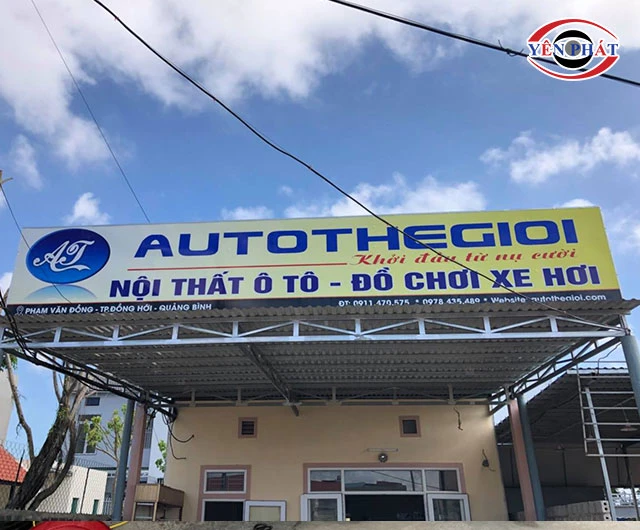 YÊN PHÁT
AT
AUTOTHEGIOI
Khởi đầu từ nụ cười
NỘI THẤT Ô TÔ - ĐỒ CHƠI XE HƠI
PHẠM VĂN ĐỒNG - TP.ĐỒNG HỚI - QUẢNG BÌNH
ĐT: 0911.470.575 * 0978.435.489 * Website: autothegioi.com